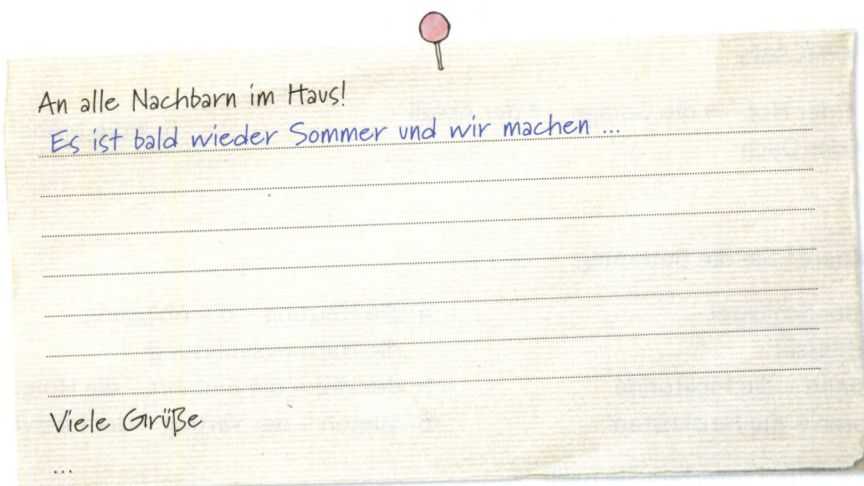 An alle Nachbarn im Haus!
Es ist bald wieder Sommer und wir machen ...
Viele Grüße
...